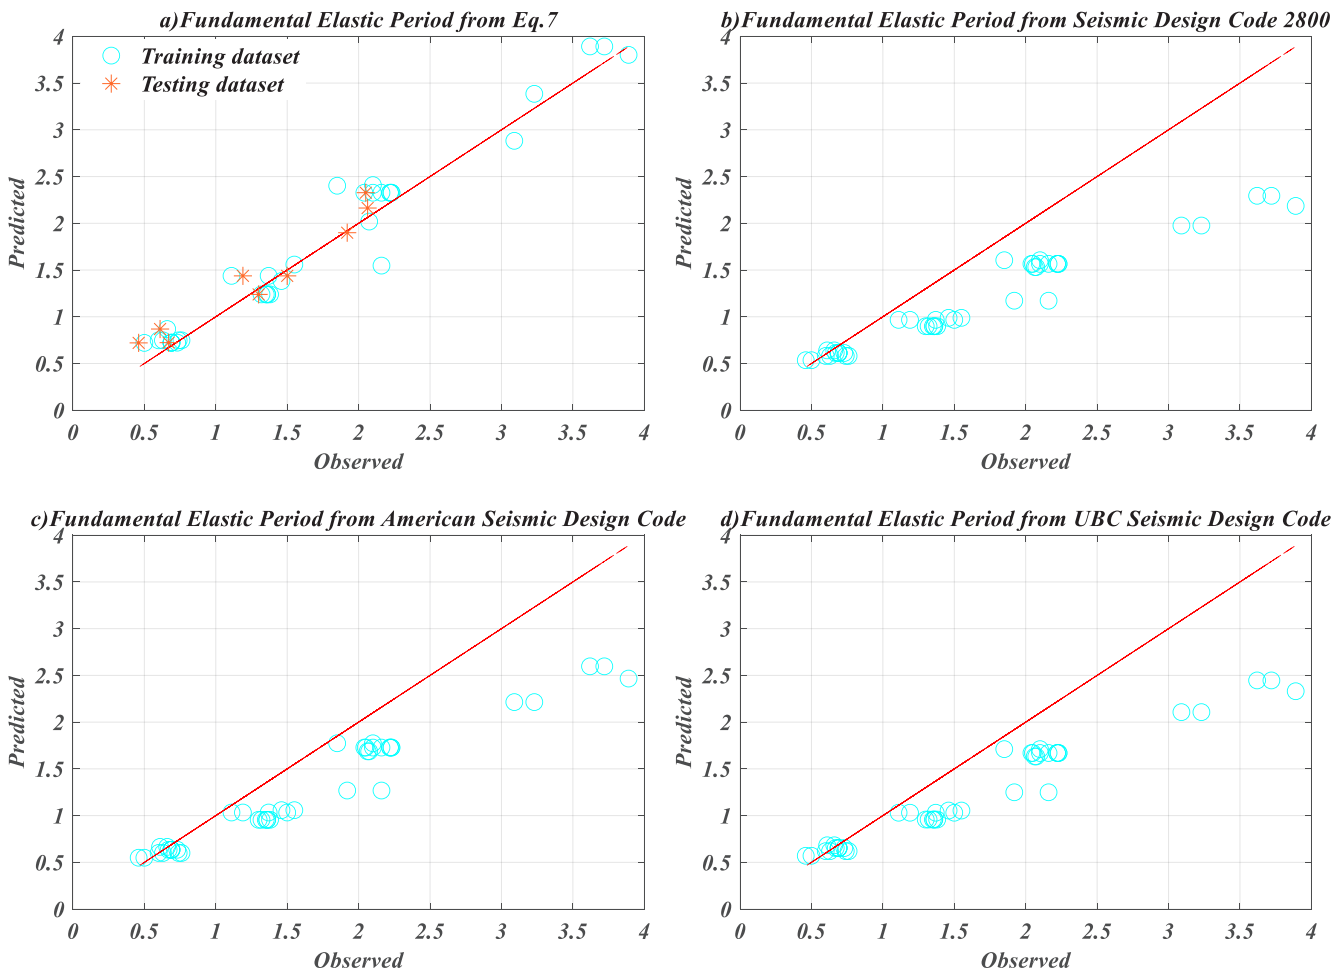 a)Fundamental Elastic Period from Eq.7
4
3.5
3
2.5
2
1.5
1
0.5
0
Predicted
Training dataset
Testing dataset
0 0.5 1 1.5 2 2.5 3 3.5 4
Observed
b)Fundamental Elastic Period from Seismic Design Code 2800
4
3.5
3
2.5
2
1.5
1
0.5
0
Predicted
0 0.5 1 1.5 2 2.5 3 3.5 4
Observed
c)Fundamental Elastic Period from American Seismic Design Code
4
3.5
3
2.5
2
1.5
1
0.5
0
Predicted
0 0.5 1 1.5 2 2.5 3 3.5 4
Observed
d)Fundamental Elastic Period from UBC Seismic Design Code
4
3.5
3
2.5
2
1.5
1
0.5
0
Predicted
0 0.5 1 1.5 2 2.5 3 3.5 4
Observed